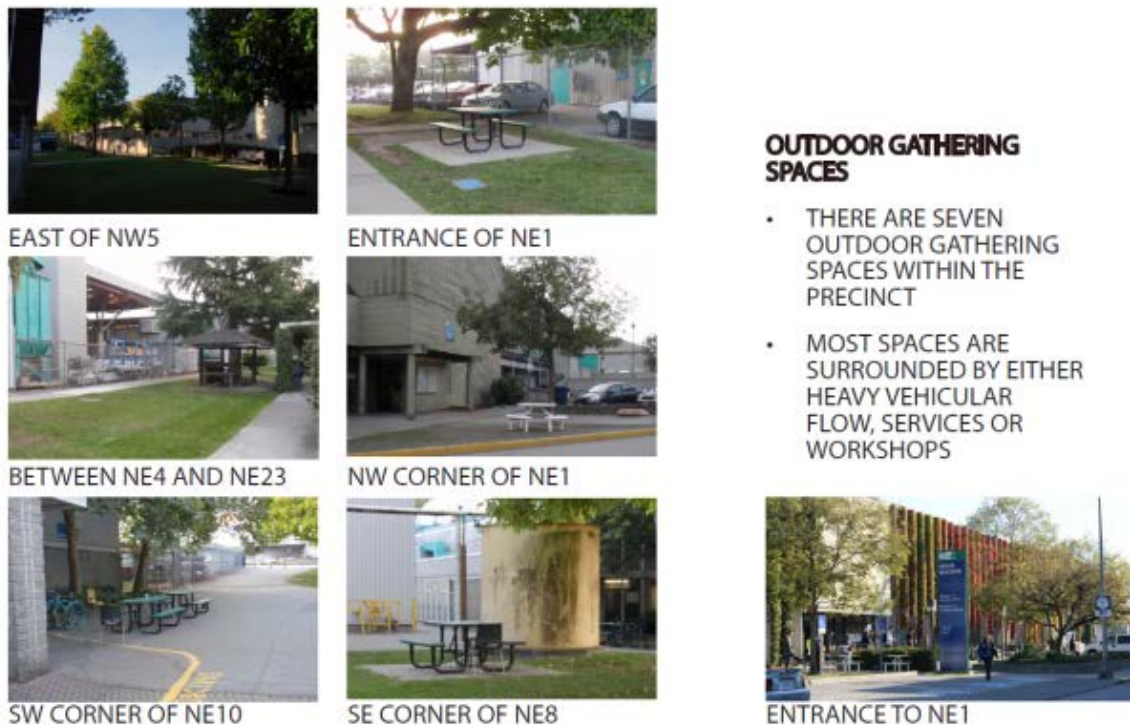 EAST OF NW5
ENTRANCE OF NE1
BETWEEN NE4 AND NE23
NW CORNER OF NE1
SW CORNER OF NE10
SE CORNER OF NE8
OUTDOOR GATHERING
SPACES
• THERE ARE SEVEN
OUTDOOR GATHERING
SPACES WITHIN THE
PRECINCT
• MOST SPACES ARE
SURROUNDED BY EITHER
HEAVY VEHICULAR
FLOW, SERVICES OR
WORKSHOPS
ENTRANCE TO NE1